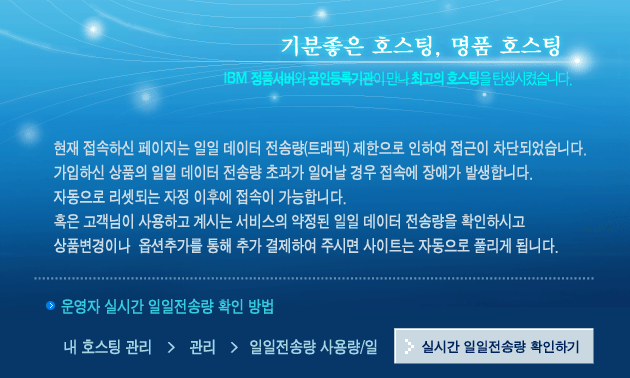 기분좋은 호스팅, 명품 호스팅
IBM 정품서버와 공인등록기관이 만나 최고의 호스팅을 탄생시켰습니다.
현재 접속하신 페이지는 일일 데이터 전송량(트래픽) 제한으로 인하여 접근이 차단되었습니다.
가입하신 상품의 일일 데이터 전송량 초과가 일어날 경우 접속에 장애가 발생합니다.
자동으로 리셋되는 자정 이후에 접속이 가능합니다.
혹은 고객님이 사용하고 계시는 서비스의 약정된 일일 데이터 전송량을 확인하시고
상품변경이나 옵션추가를 통해 추가 결제하여 주시면 사이트는 자동으로 풀리게 됩니다.
운영자 실시간 일일전송량 확인 방법
내 호스팅 관리 > 관리 > 일일전송량 사용량/일 실시간 일일전송량 확인하기